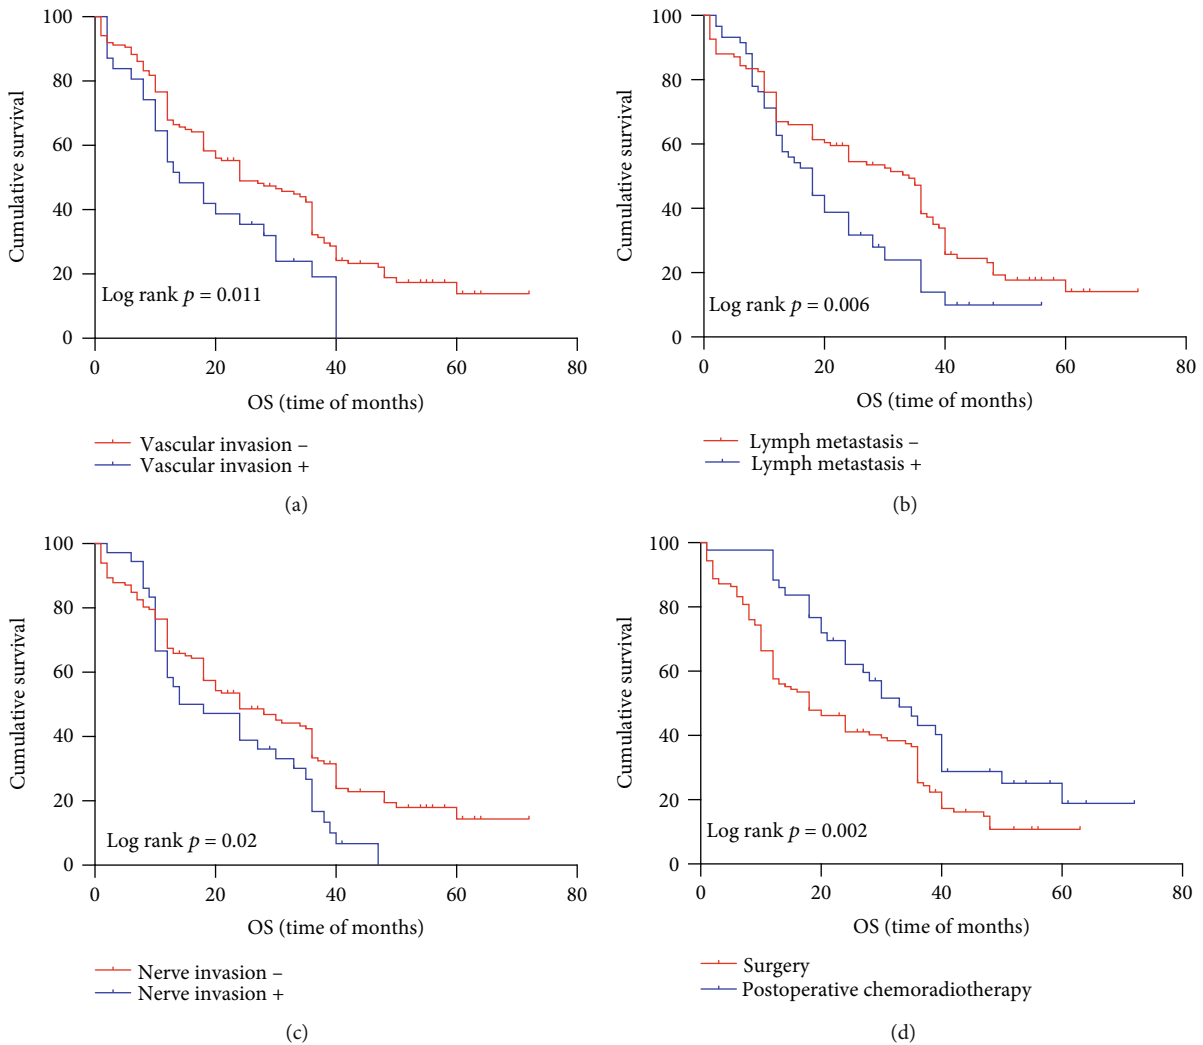 100
80
60
40
20
0
Cumulative survival
Log rank p = 0.011
0 20 40 60 80
OS (time of months)
Vascular invasion –
Vascular invasion +
(a)
100
80
60
40
20
0
Cumulative survival
Log rank p = 0.006
0 20 40 60 80
OS (time of months)
Lymph metastasis –
Lymph metastasis +
(b)
100
80
60
40
20
0
Cumulative survival
Log rank p = 0.02
0 20 40 60 80
OS (time of months)
Nerve invasion –
Nerve invasion +
(c)
100
80
60
40
20
0
Cumulative survival
Log rank p = 0.002
0 20 40 60 80
OS (time of months)
Surgery
Postoperative chemoradiotherapy
(d)